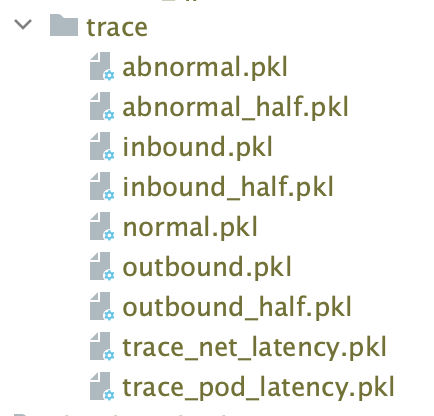 trace
abnormal.pkl
abnormal_half.pkl
inbound.pkl
inbound_half.pkl
normal.pkl
outbound.pkl
outbound_half.pkl
trace_net_latency.pkl
trace_pod_latency.pkl